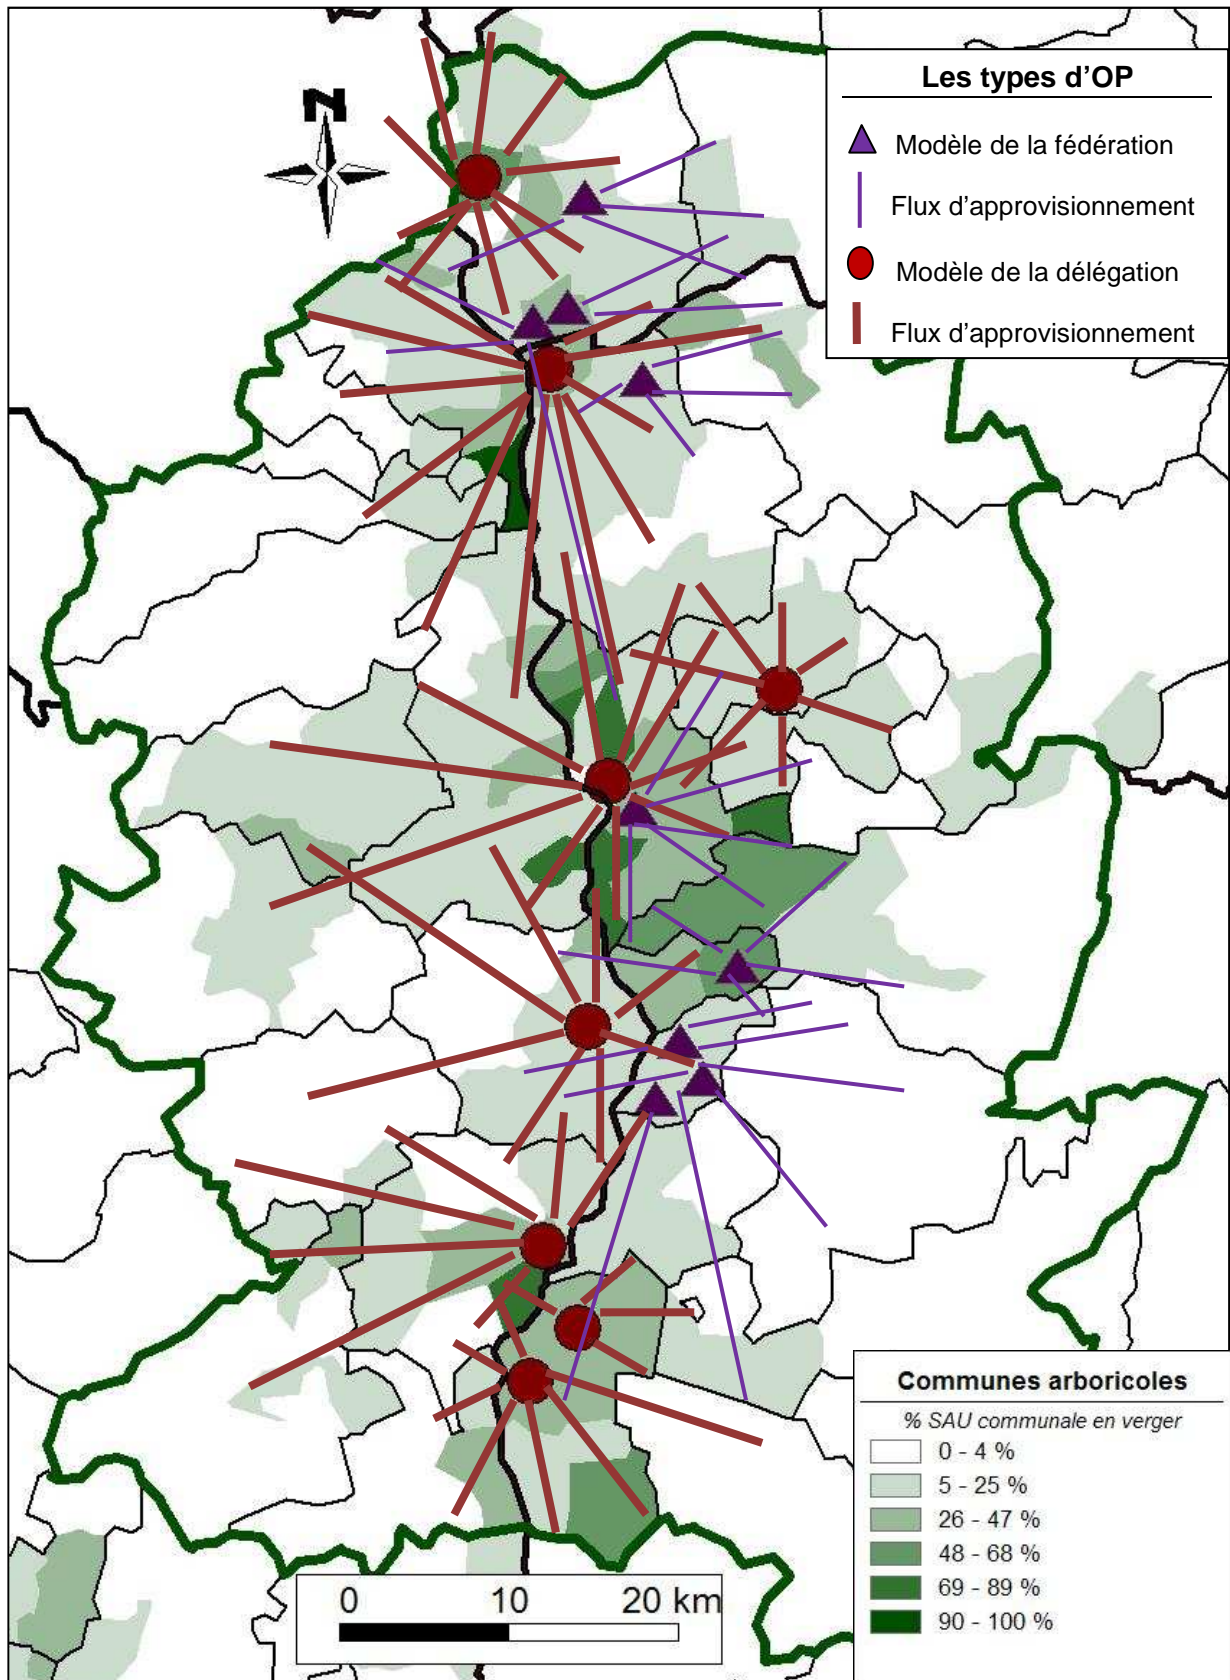 Les types d'OP
N
Modèle de la fédération
Flux d'approvisionnement
Modèle de la délégation
Flux d'approvisionnement
Communes arboricoles
% SAU communale en verger
0 - 4 %
5 - 25 %
26 - 47 %
48 - 68 %
69 - 89 %
90 - 100 %
0 10 20 km